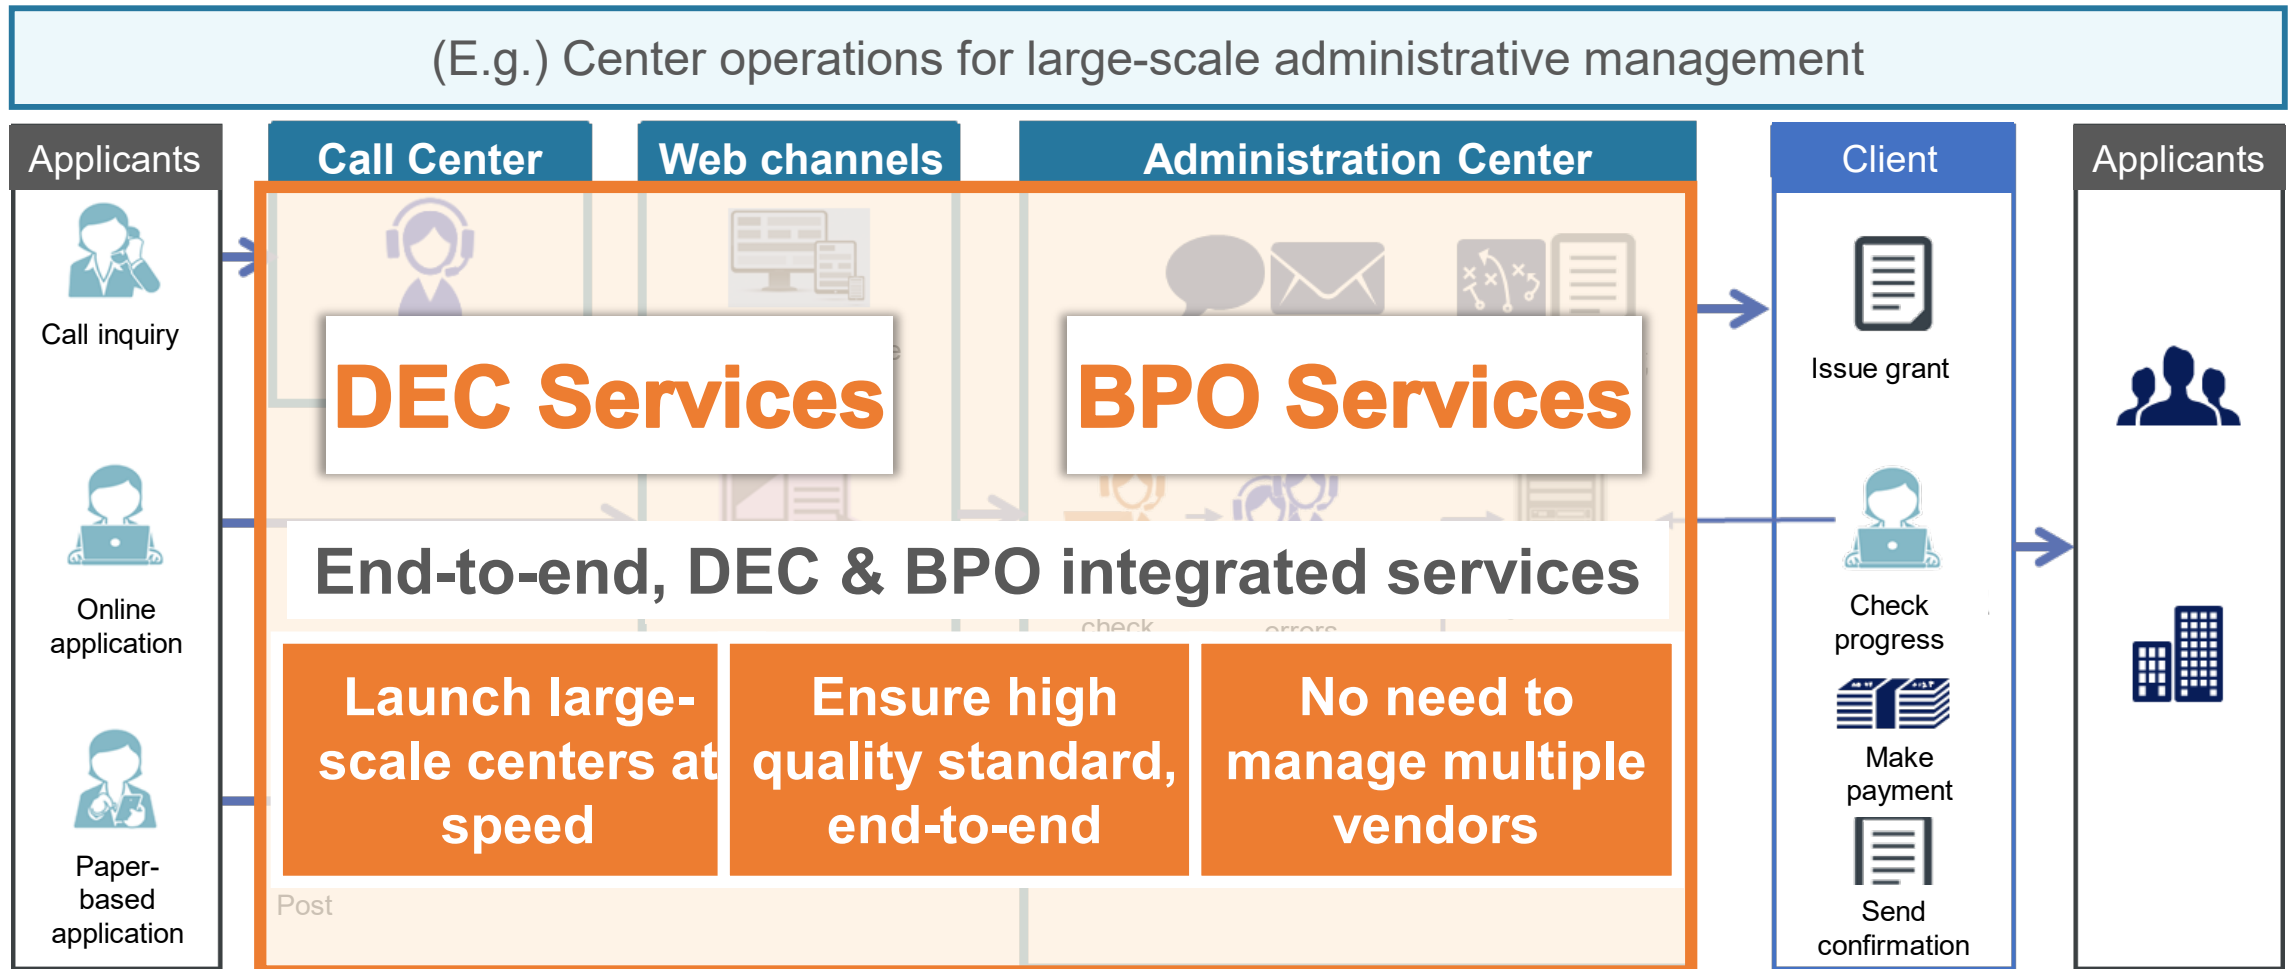 (E.g.) Center operations for large-scale administrative management
Applicants
Call Center
Web channels
Administration Center
Client
Applicants
Call inquiry
Online
application
Paper-
based
application
DEC Services
BPO Services
End-to-end, DEC & BPO integrated services
check
errors
Launch large-
scale centers at
speed
Ensure high
quality standard,
end-to-end
No need to
manage multiple
vendors
Post
Issue grant
Check
progress
Make
payment
Send
confirmation